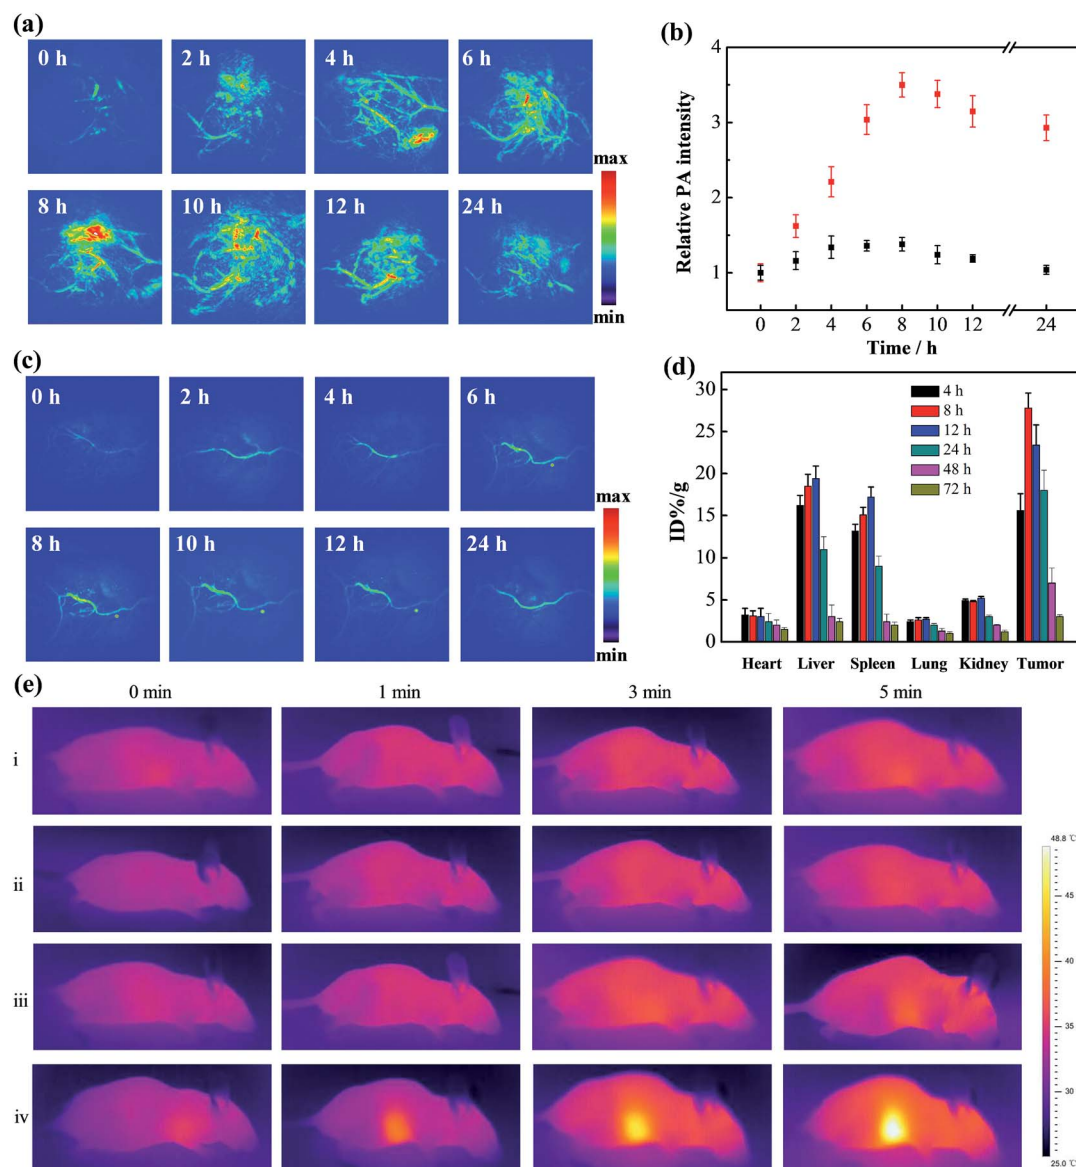 (a)
0 h
2 h
4 h
6 h
8 h
10 h
12 h
24 h
max
min
(b)
Relative PA intensity
4
3
2
1
0
2
4
6
8
10
12
24
Time / h
(c)
0 h
2 h
4 h
6 h
8 h
10 h
12 h
24 h
max
min
(d)
ID%/g
30
25
20
15
10
5
0
4 h
8 h
12 h
24 h
48 h
72 h
Heart Liver Spleen Lung Kidney Tumor
(e)
0 min 1 min 3 min 5 min
i
ii
iii
iv
48.8 ℃
45
40
35
30
25.0 ℃